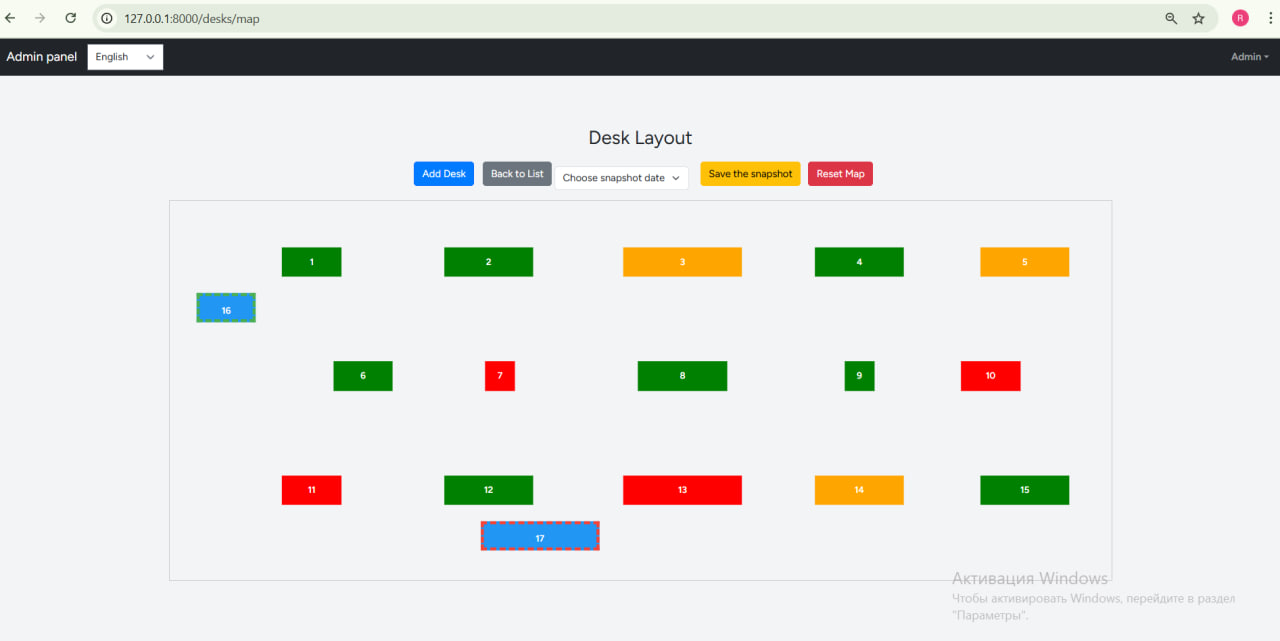 127.0.0.1:8000/desks/map
R
Admin panel English Admin
Desk Layout
Add Desk Back to List Choose snapshot date Save the snapshot Reset Map
1 2 3 4 5
16
6 7 8 9 10
11 12 13 14 15
17
Активация Windows
Чтобы активировать Windows, перейдите в раздел
"Параметры".